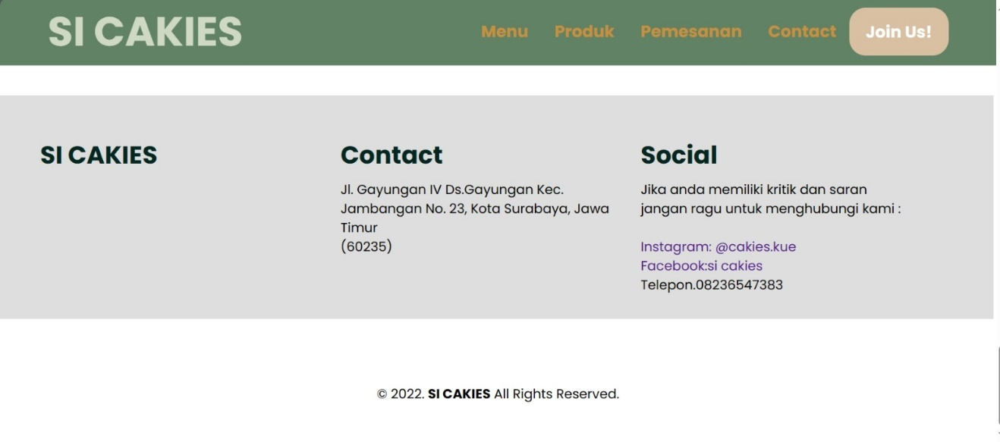 SI CAKIES
Menu Produk Pemesanan Contact Join Us!
SI CAKIES
Contact
Jl. Gayungan IV Ds.Gayungan Kec.
Jambangan No. 23, Kota Surabaya, Jawa
Timur
(60235)
Social
Jika anda memiliki kritik dan saran
jangan ragu untuk menghubungi kami :
Instagram: @cakies.kue
Facebook:si cakies
Telepon.08236547383
© 2022. SI CAKIES All Rights Reserved.